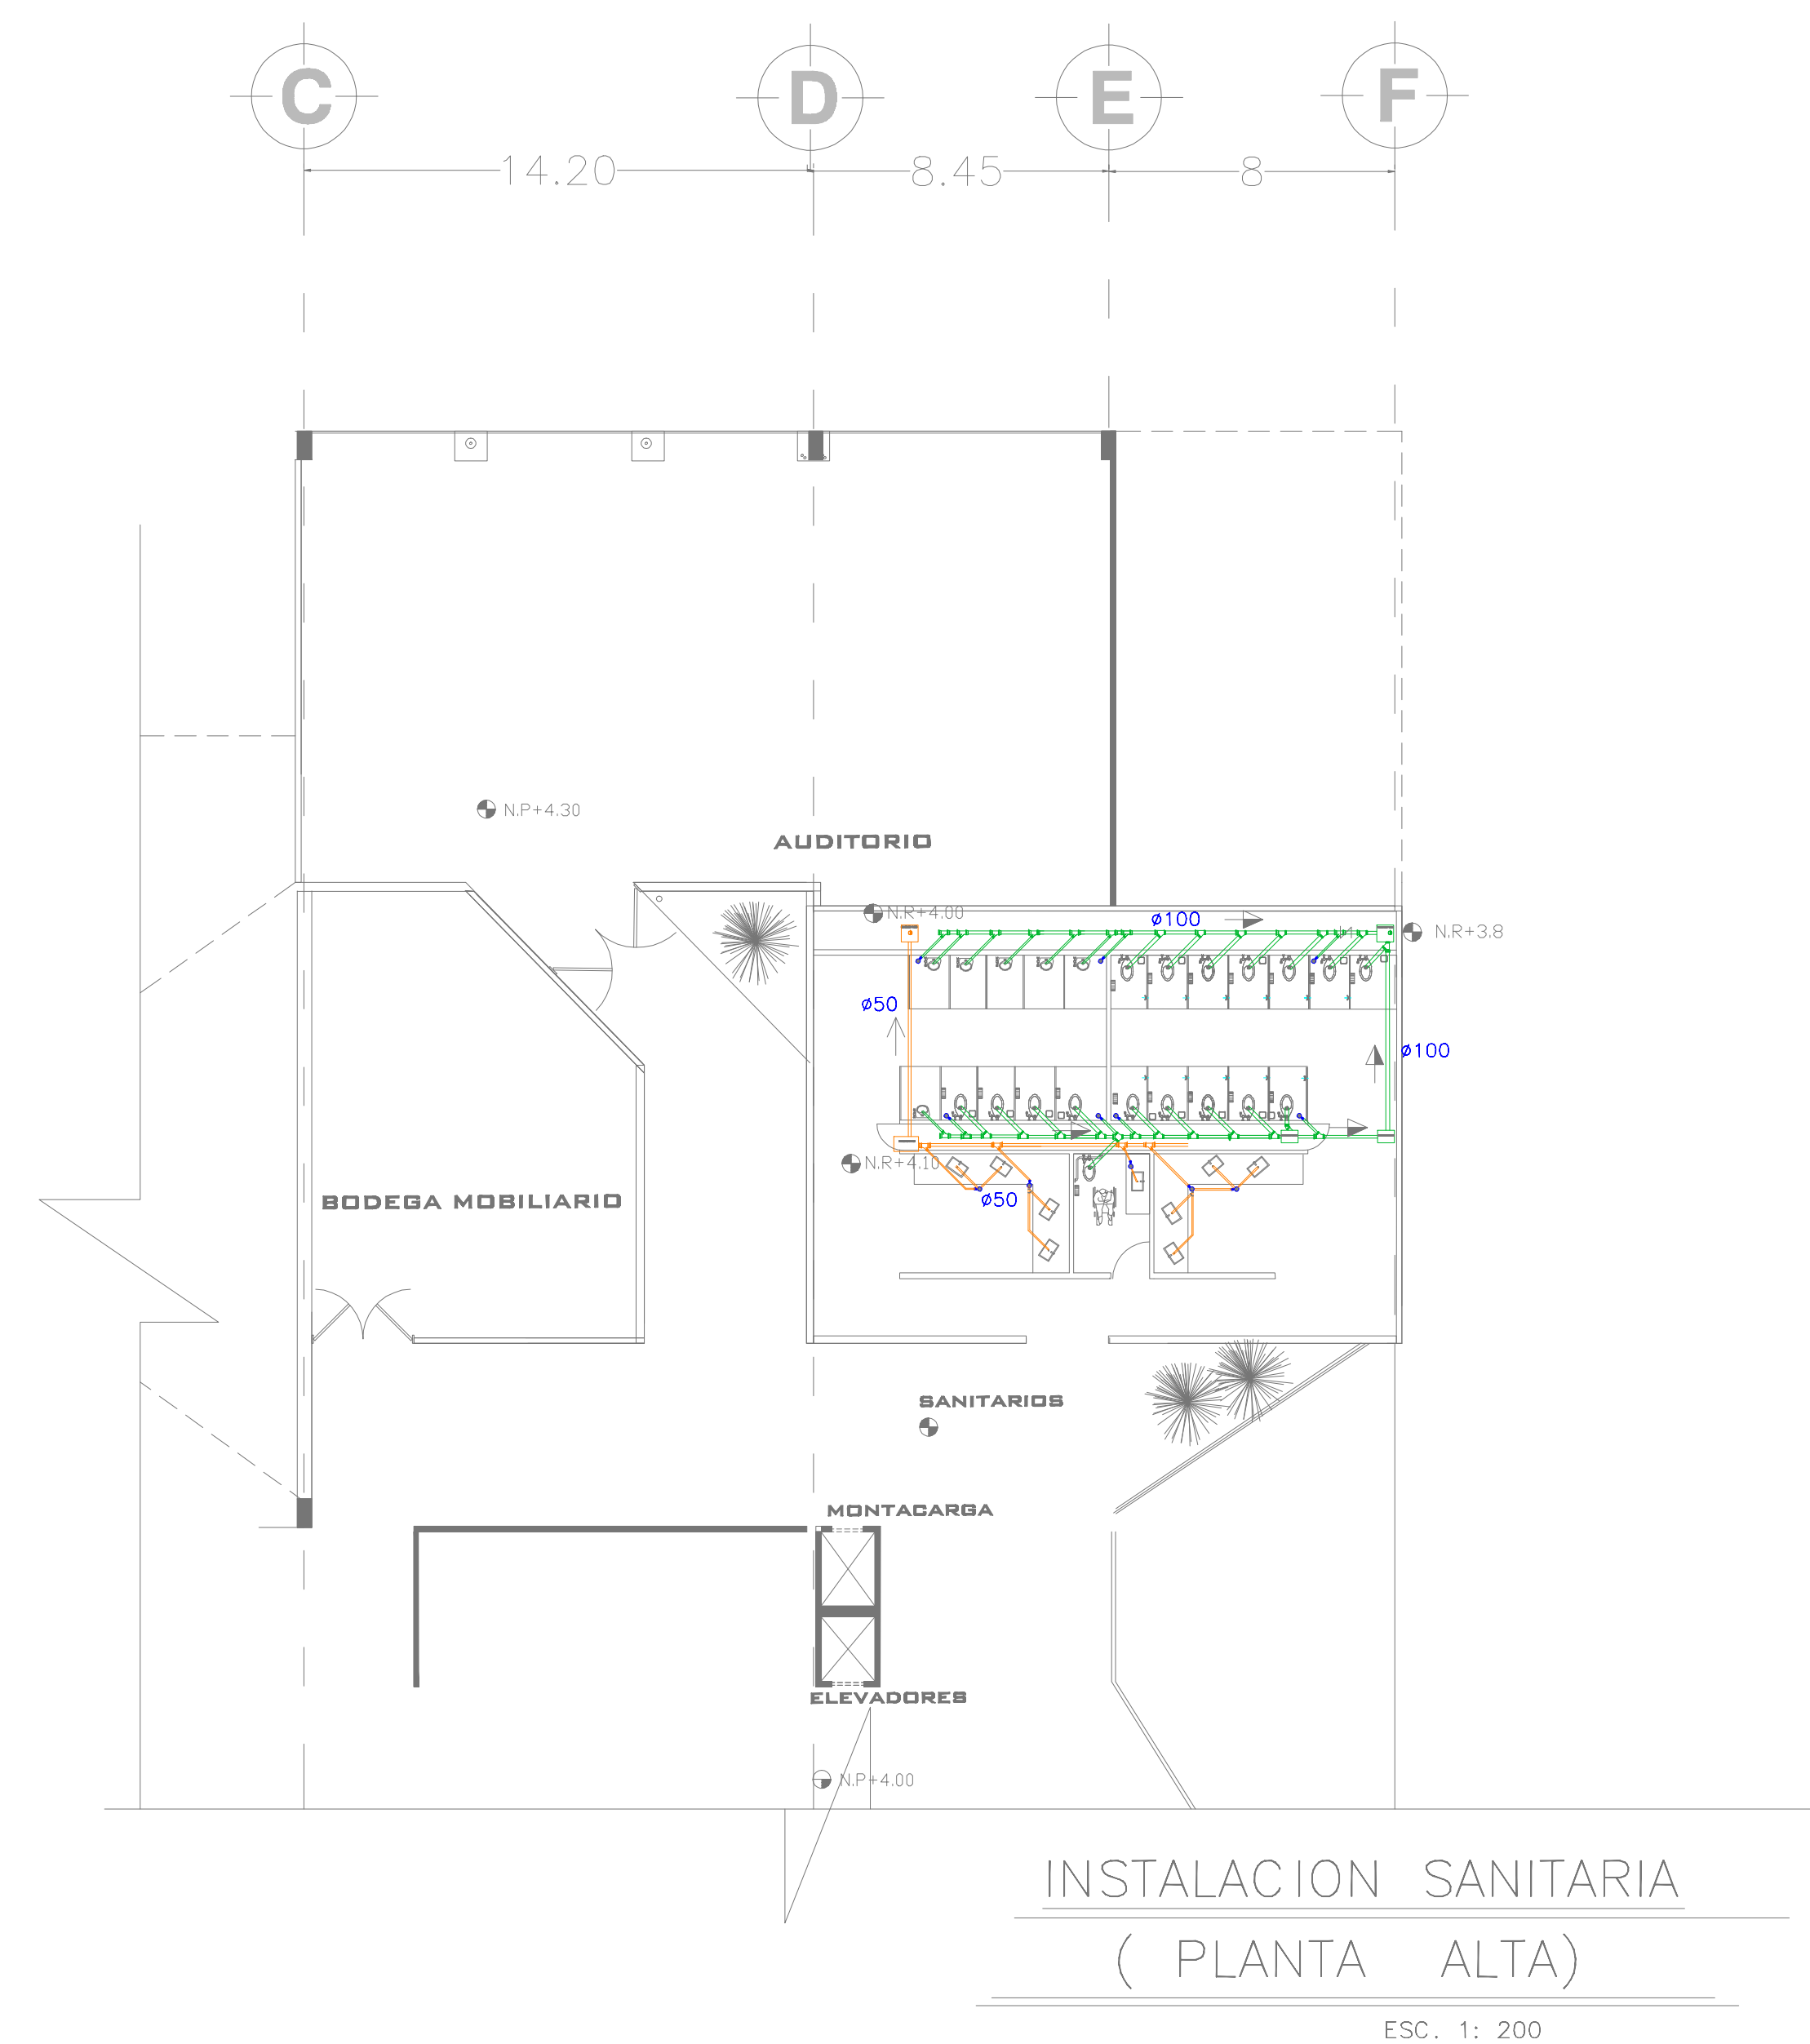 C D E F
14.20 8.45 8
N.P+4.30
AUDITORIO
N.R+4.00
ø100
N.R+3.8
ø50
ø100
N.R+4.10
ø50
BODEGA MOBILIARIO
SANITARIOS
MONTACARGA
ELEVADORES
N.P+4.00
INSTALACION SANITARIA
( PLANTA ALTA)
ESC. 1: 200